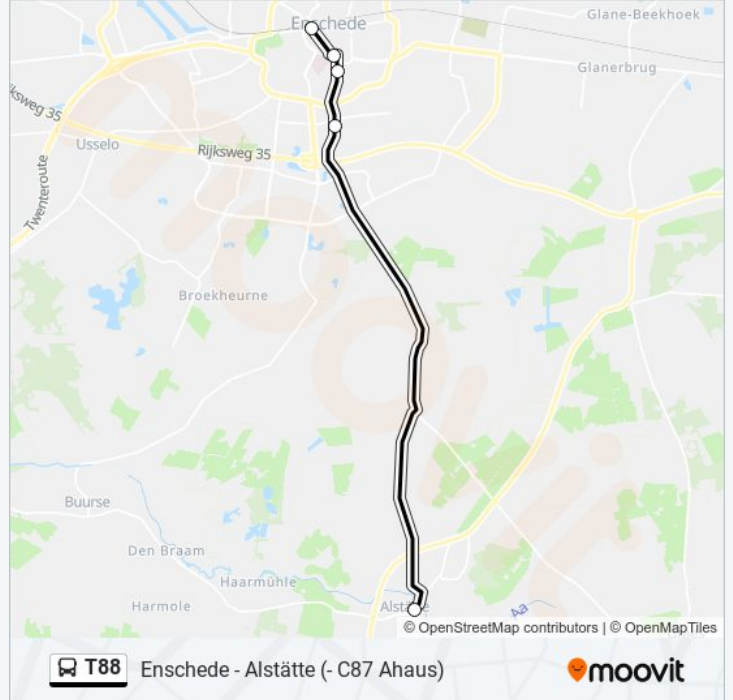 Enschede
Glane-Beekhoek
Glanerbrug
ksweg 35
Usselo
Rijksweg 35
Twenteroute
Broekheurne
Buurse
Den Braam
Haarmühle
Harmole
Alstätte
Aa
© OpenStreetMap contributors | © OpenMapTiles
T88 Enschede - Alstätte (- C87 Ahaus) moovit
moovit